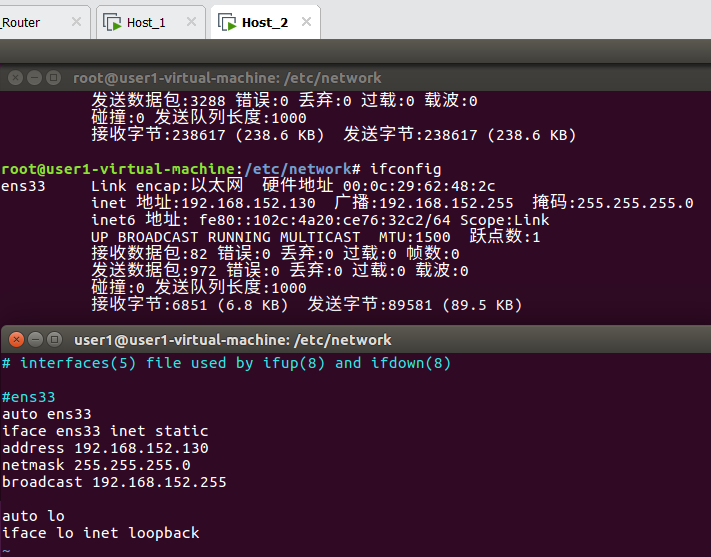 _Router
Host_1
Host_2
root@user1-virtual-machine: /etc/network
发送数据包:3288 错误:0 丢弃:0 过载:0 载波:0
碰撞:0 发送队列长度:1000
接收字节:238617 (238.6 KB)  发送字节:238617 (238.6 KB)
root@user1-virtual-machine:/etc/network# ifconfig
ens33     Link encap:以太网  硬件地址 00:0c:29:62:48:2c
inet 地址:192.168.152.130  广播:192.168.152.255  掩码:255.255.255.0
inet6 地址: fe80::102c:4a20:ce76:32c2/64 Scope:Link
UP BROADCAST RUNNING MULTICAST  MTU:1500  跃点数:1
接收数据包:82 错误:0 丢弃:0 过载:0 帧数:0
发送数据包:972 错误:0 丢弃:0 过载:0 载波:0
碰撞:0 发送队列长度:1000
接收字节:6851 (6.8 KB)  发送字节:89581 (89.5 KB)
user1@user1-virtual-machine: /etc/network
# interfaces(5) file used by ifup(8) and ifdown(8)
#ens33
auto ens33
iface ens33 inet static
address 192.168.152.130
netmask 255.255.255.0
broadcast 192.168.152.255
auto lo
iface lo inet loopback
~